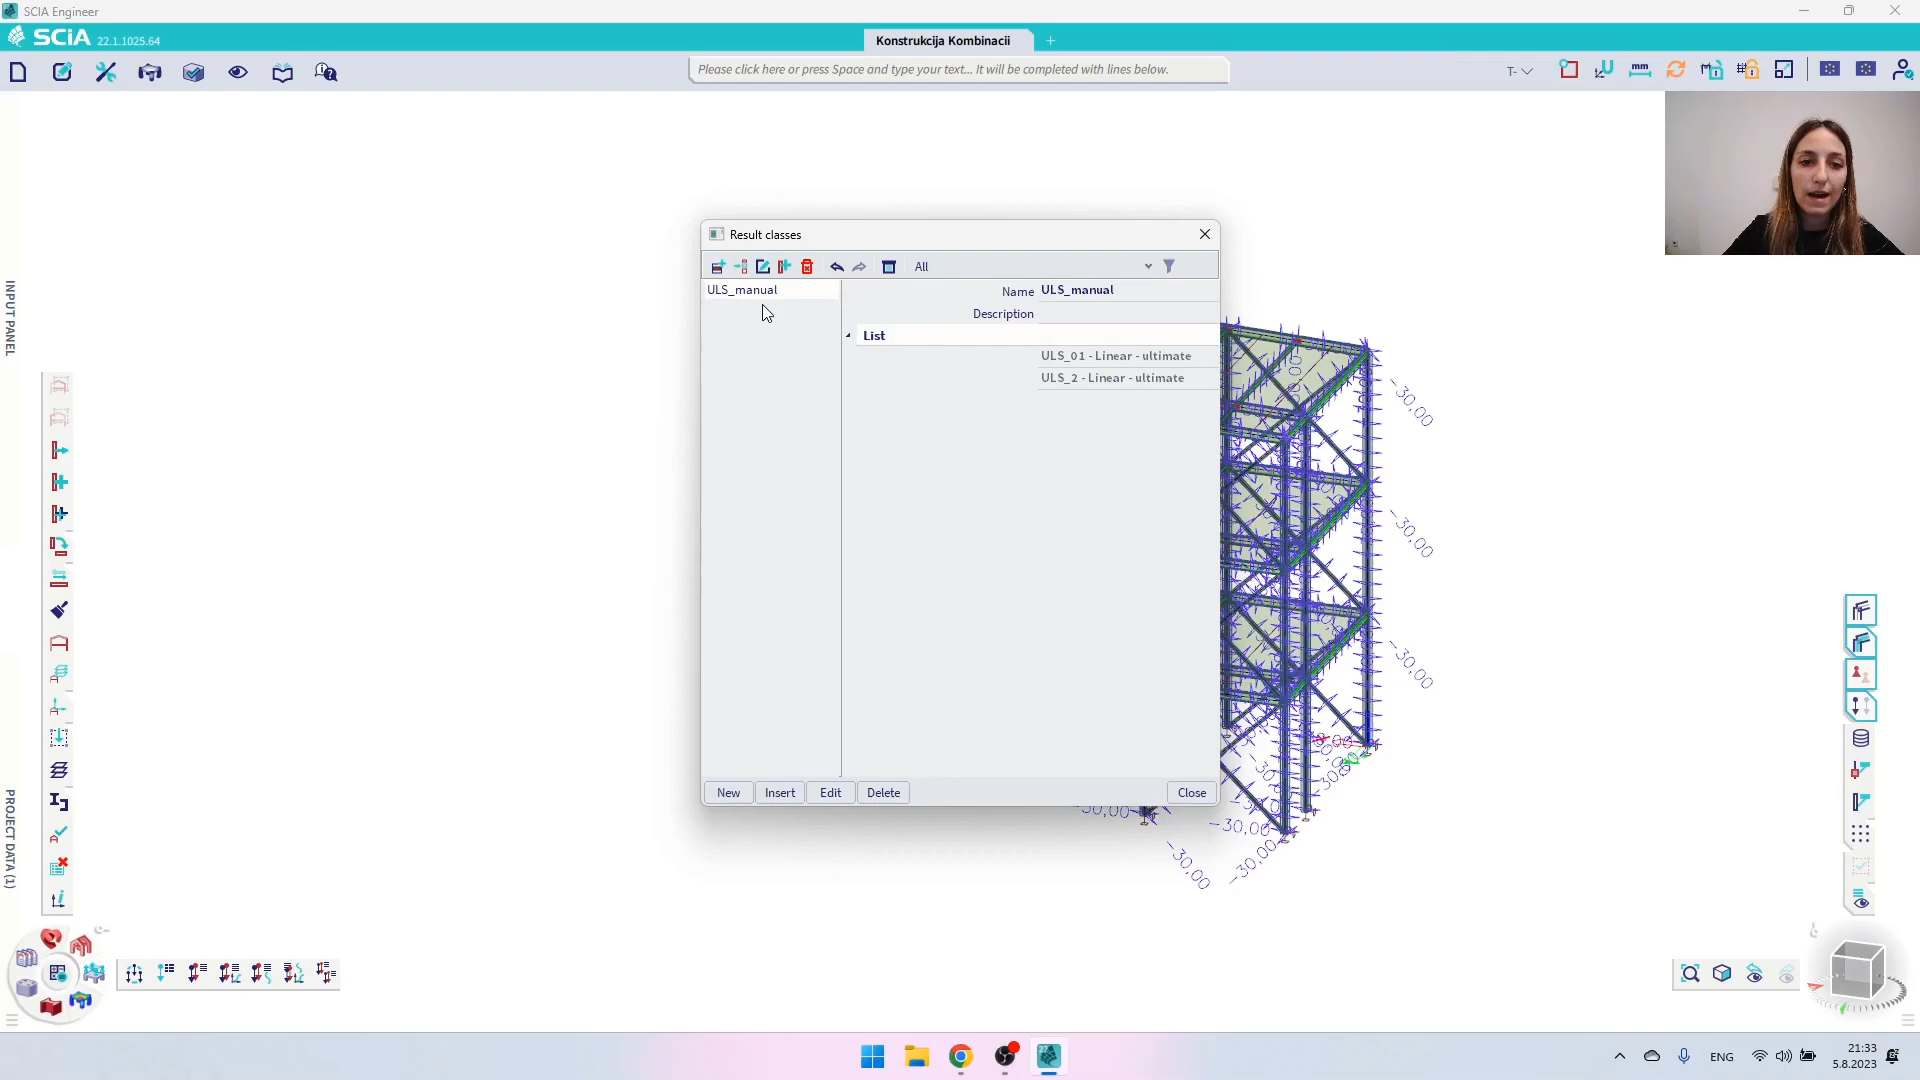 SCIA Engineer
SCiA 22.1.1025.64
Konstrukcija Kombinacii
Please click here or press Space and type your text... It will be completed with lines below.
T-
mm
INPUT PANEL
PROJECT DATA (1)
Result classes
All
ULS_manual
Name ULS_manual
Description
List
ULS_01 - Linear - ultimate
ULS_2 - Linear - ultimate
New Insert Edit Delete Close
-30,00
-30,00
-30,00
-30,00
-30,00
-30,00
ENG
21:33
5.8.2023